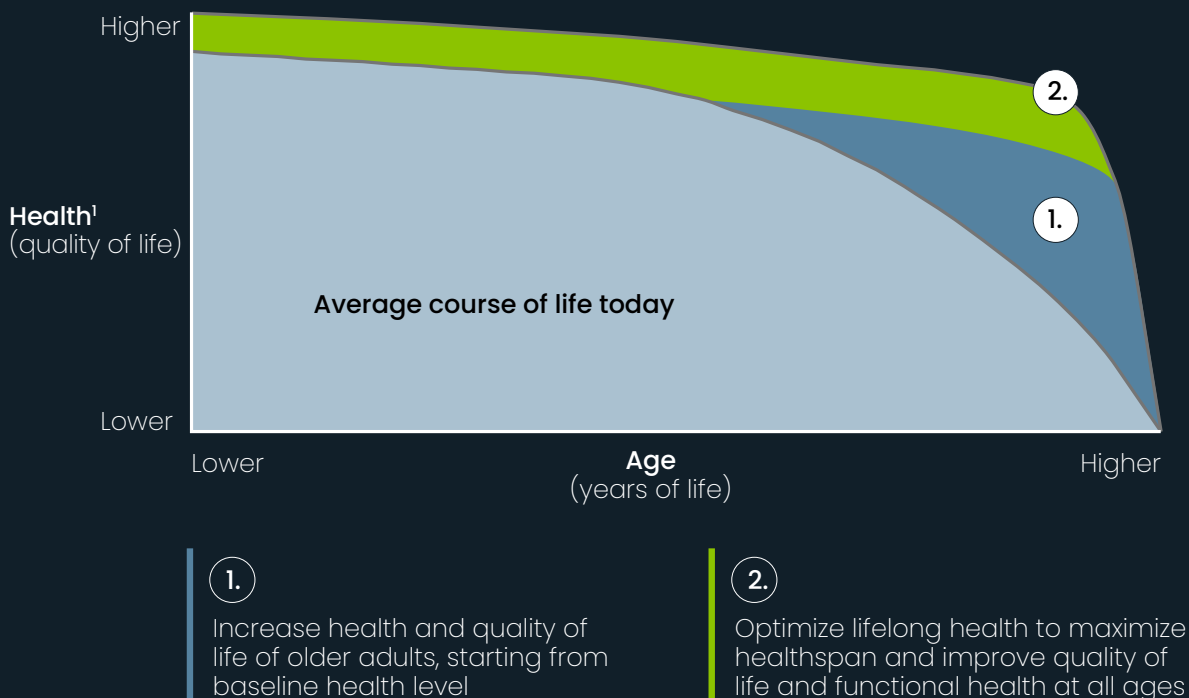 Higher
2.
Health¹
(quality of life)
1.
Average course of life today
Lower
Lower
Age
(years of life)
Higher
1.
Increase health and quality of
life of older adults, starting from
baseline health level
2.
Optimize lifelong health to maximize
healthspan and improve quality of
life and functional health at all ages